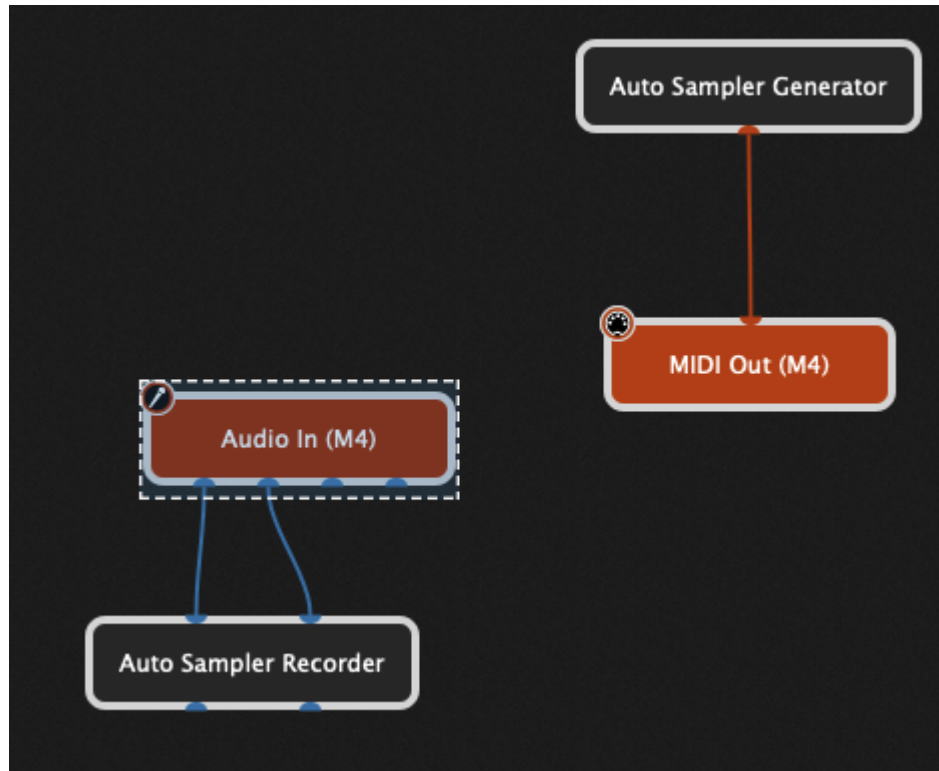 Auto Sampler Generator
MIDI Out (M4)
Audio In (M4)
Auto Sampler Recorder